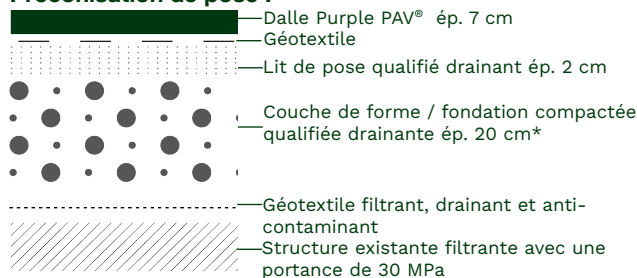 Préconisation de pose :
Dalle Purple PAV® ép. 7 cm
Géotextile
Lit de pose qualifié drainant ép. 2 cm
Couche de forme / fondation compactée
qualifiée drainante ép. 20 cm*
Géotextile filtrant, drainant et anti-
contaminant
Structure existante filtrante avec une
portance de 30 MPa